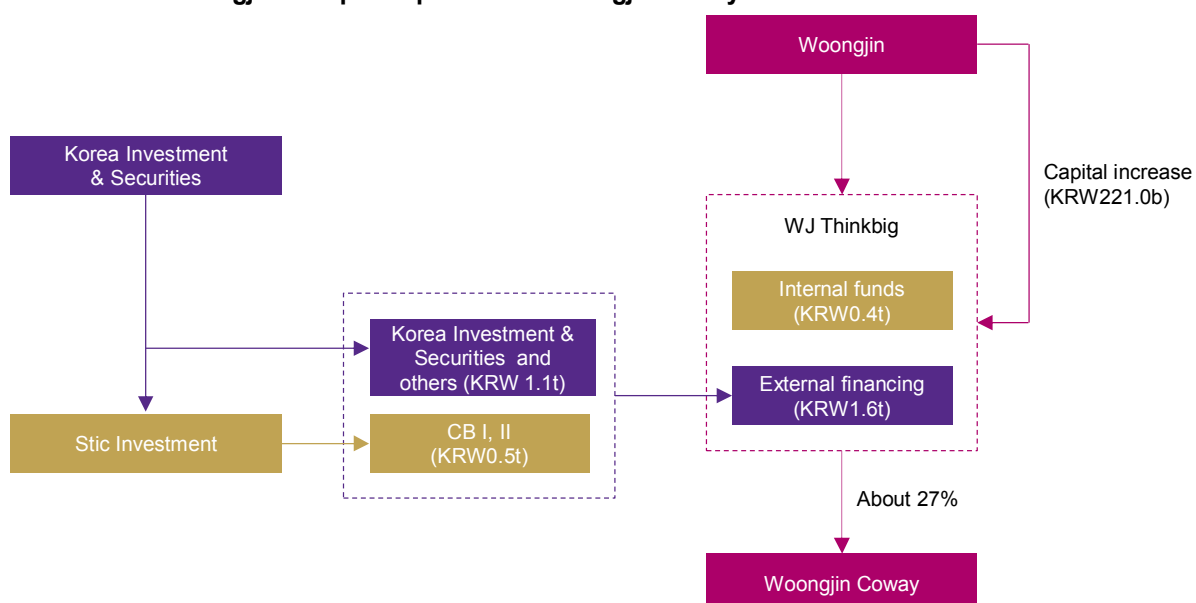 Woongjin
Korea Investment
& Securities
Capital increase
(KRW221.0b)
WJ Thinkbig
Internal funds
(KRW0.4t)
Korea Investment &
Securities and
others (KRW 1.1t)
External financing
(KRW1.6t)
Stic Investment
CB I, II
(KRW0.5t)
About 27%
Woongjin Coway